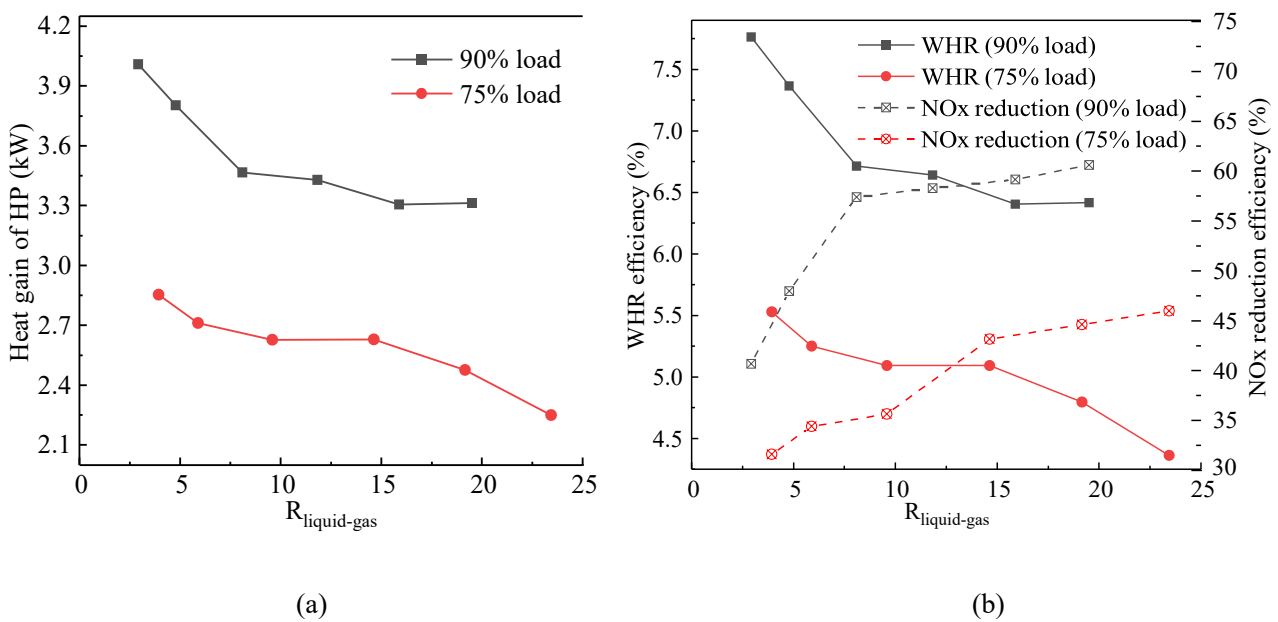 4.2
3.9
3.6
3.3
3.0
2.7
2.4
2.1
Heat gain of HP (kW)
90% load
75% load
0 5 10 15 20 25
R liquid-gas
(a)
7.5
7.0
6.5
6.0
5.5
5.0
4.5
WHR efficiency (%)
WHR (90% load)
WHR (75% load)
NOx reduction (90% load)
NOx reduction (75% load)
75
70
65
60
55
50
45
40
35
30
NOx reduction efficiency (%)
0 5 10 15 20 25
R liquid-gas
(b)